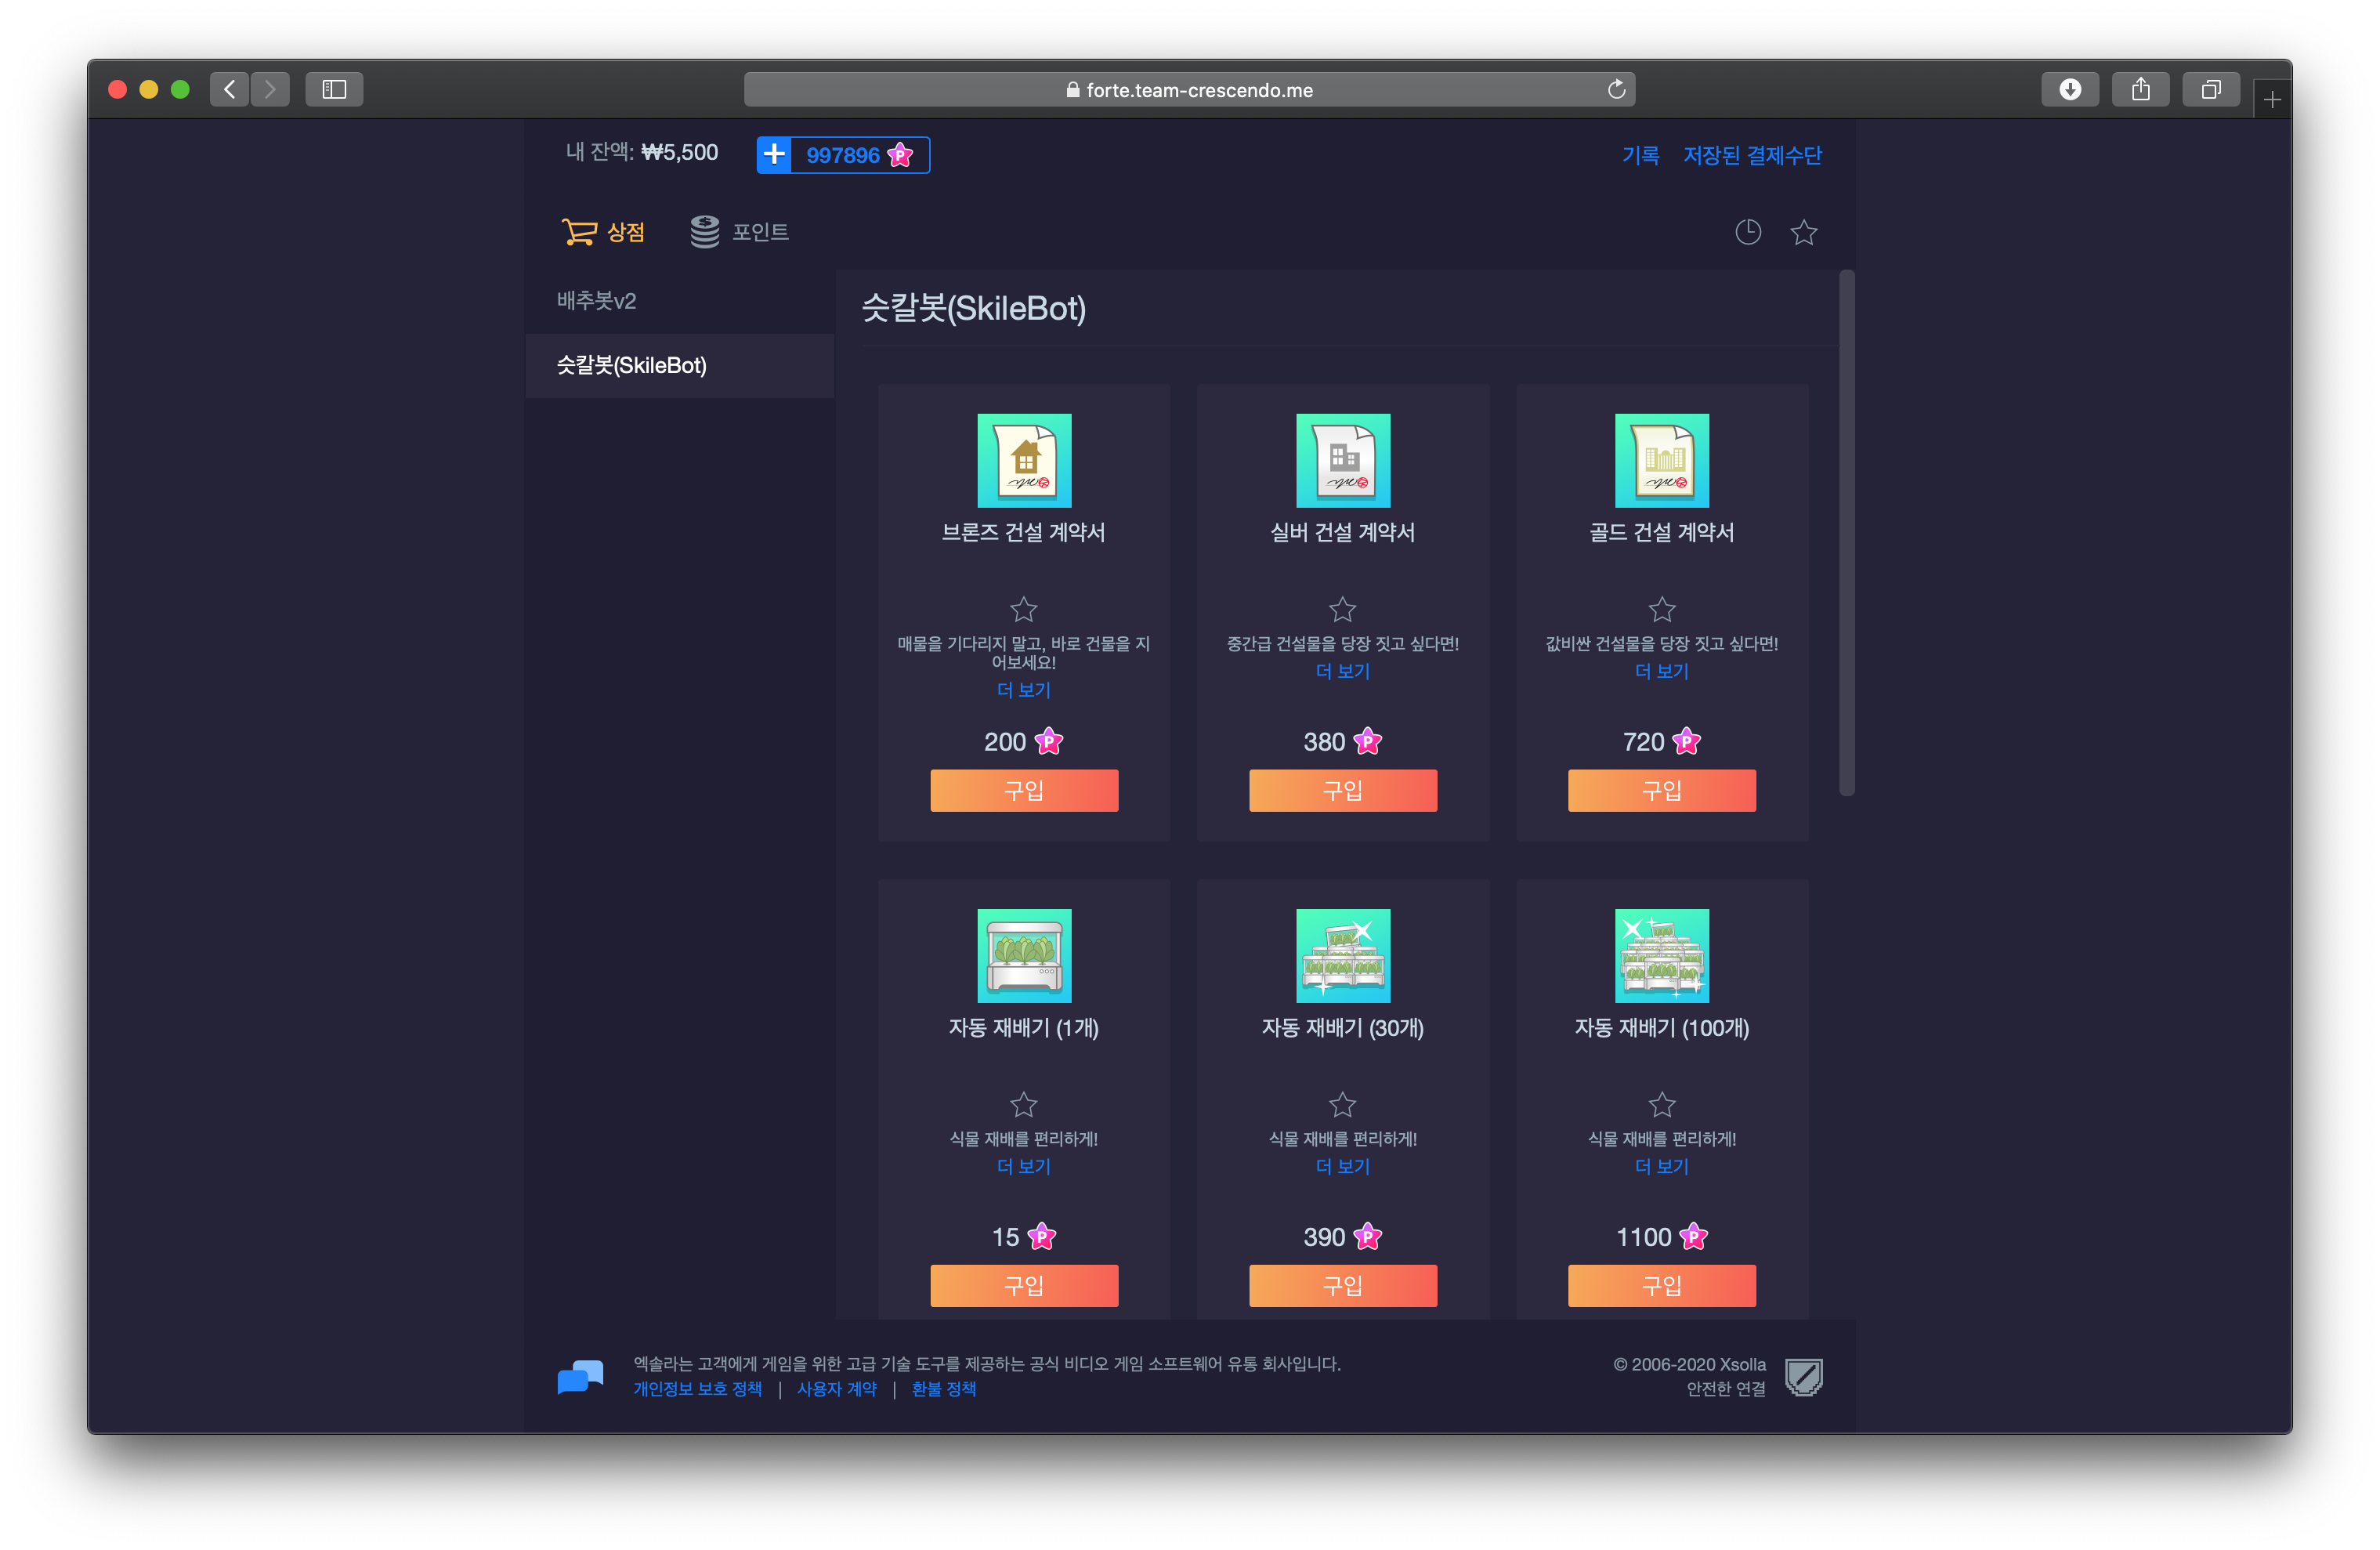 forte.team-crescendo.me
내 잔액: ₩5,500
997896 P
기록 저장된 결제수단
상점 포인트
배추봇v2
슷칼봇(SkileBot)
슷칼봇(SkileBot)
브론즈 건설 계약서
매물을 기다리지 말고, 바로 건물을 지
어보세요!
더 보기
200 P
구입
실버 건설 계약서
중간급 건설물을 당장 짓고 싶다면!
더 보기
380 P
구입
골드 건설 계약서
값비싼 건설물을 당장 짓고 싶다면!
더 보기
720 P
구입
자동 재배기 (1개)
식물 재배를 편리하게!
더 보기
15 P
구입
자동 재배기 (30개)
식물 재배를 편리하게!
더 보기
390 P
구입
자동 재배기 (100개)
식물 재배를 편리하게!
더 보기
1100 P
구입
엑솔라는 고객에게 게임을 위한 고급 기술 도구를 제공하는 공식 비디오 게임 소프트웨어 유통 회사입니다.
개인정보 보호 정책 | 사용자 계약 | 환불 정책
© 2006-2020 Xsolla
안전한 연결